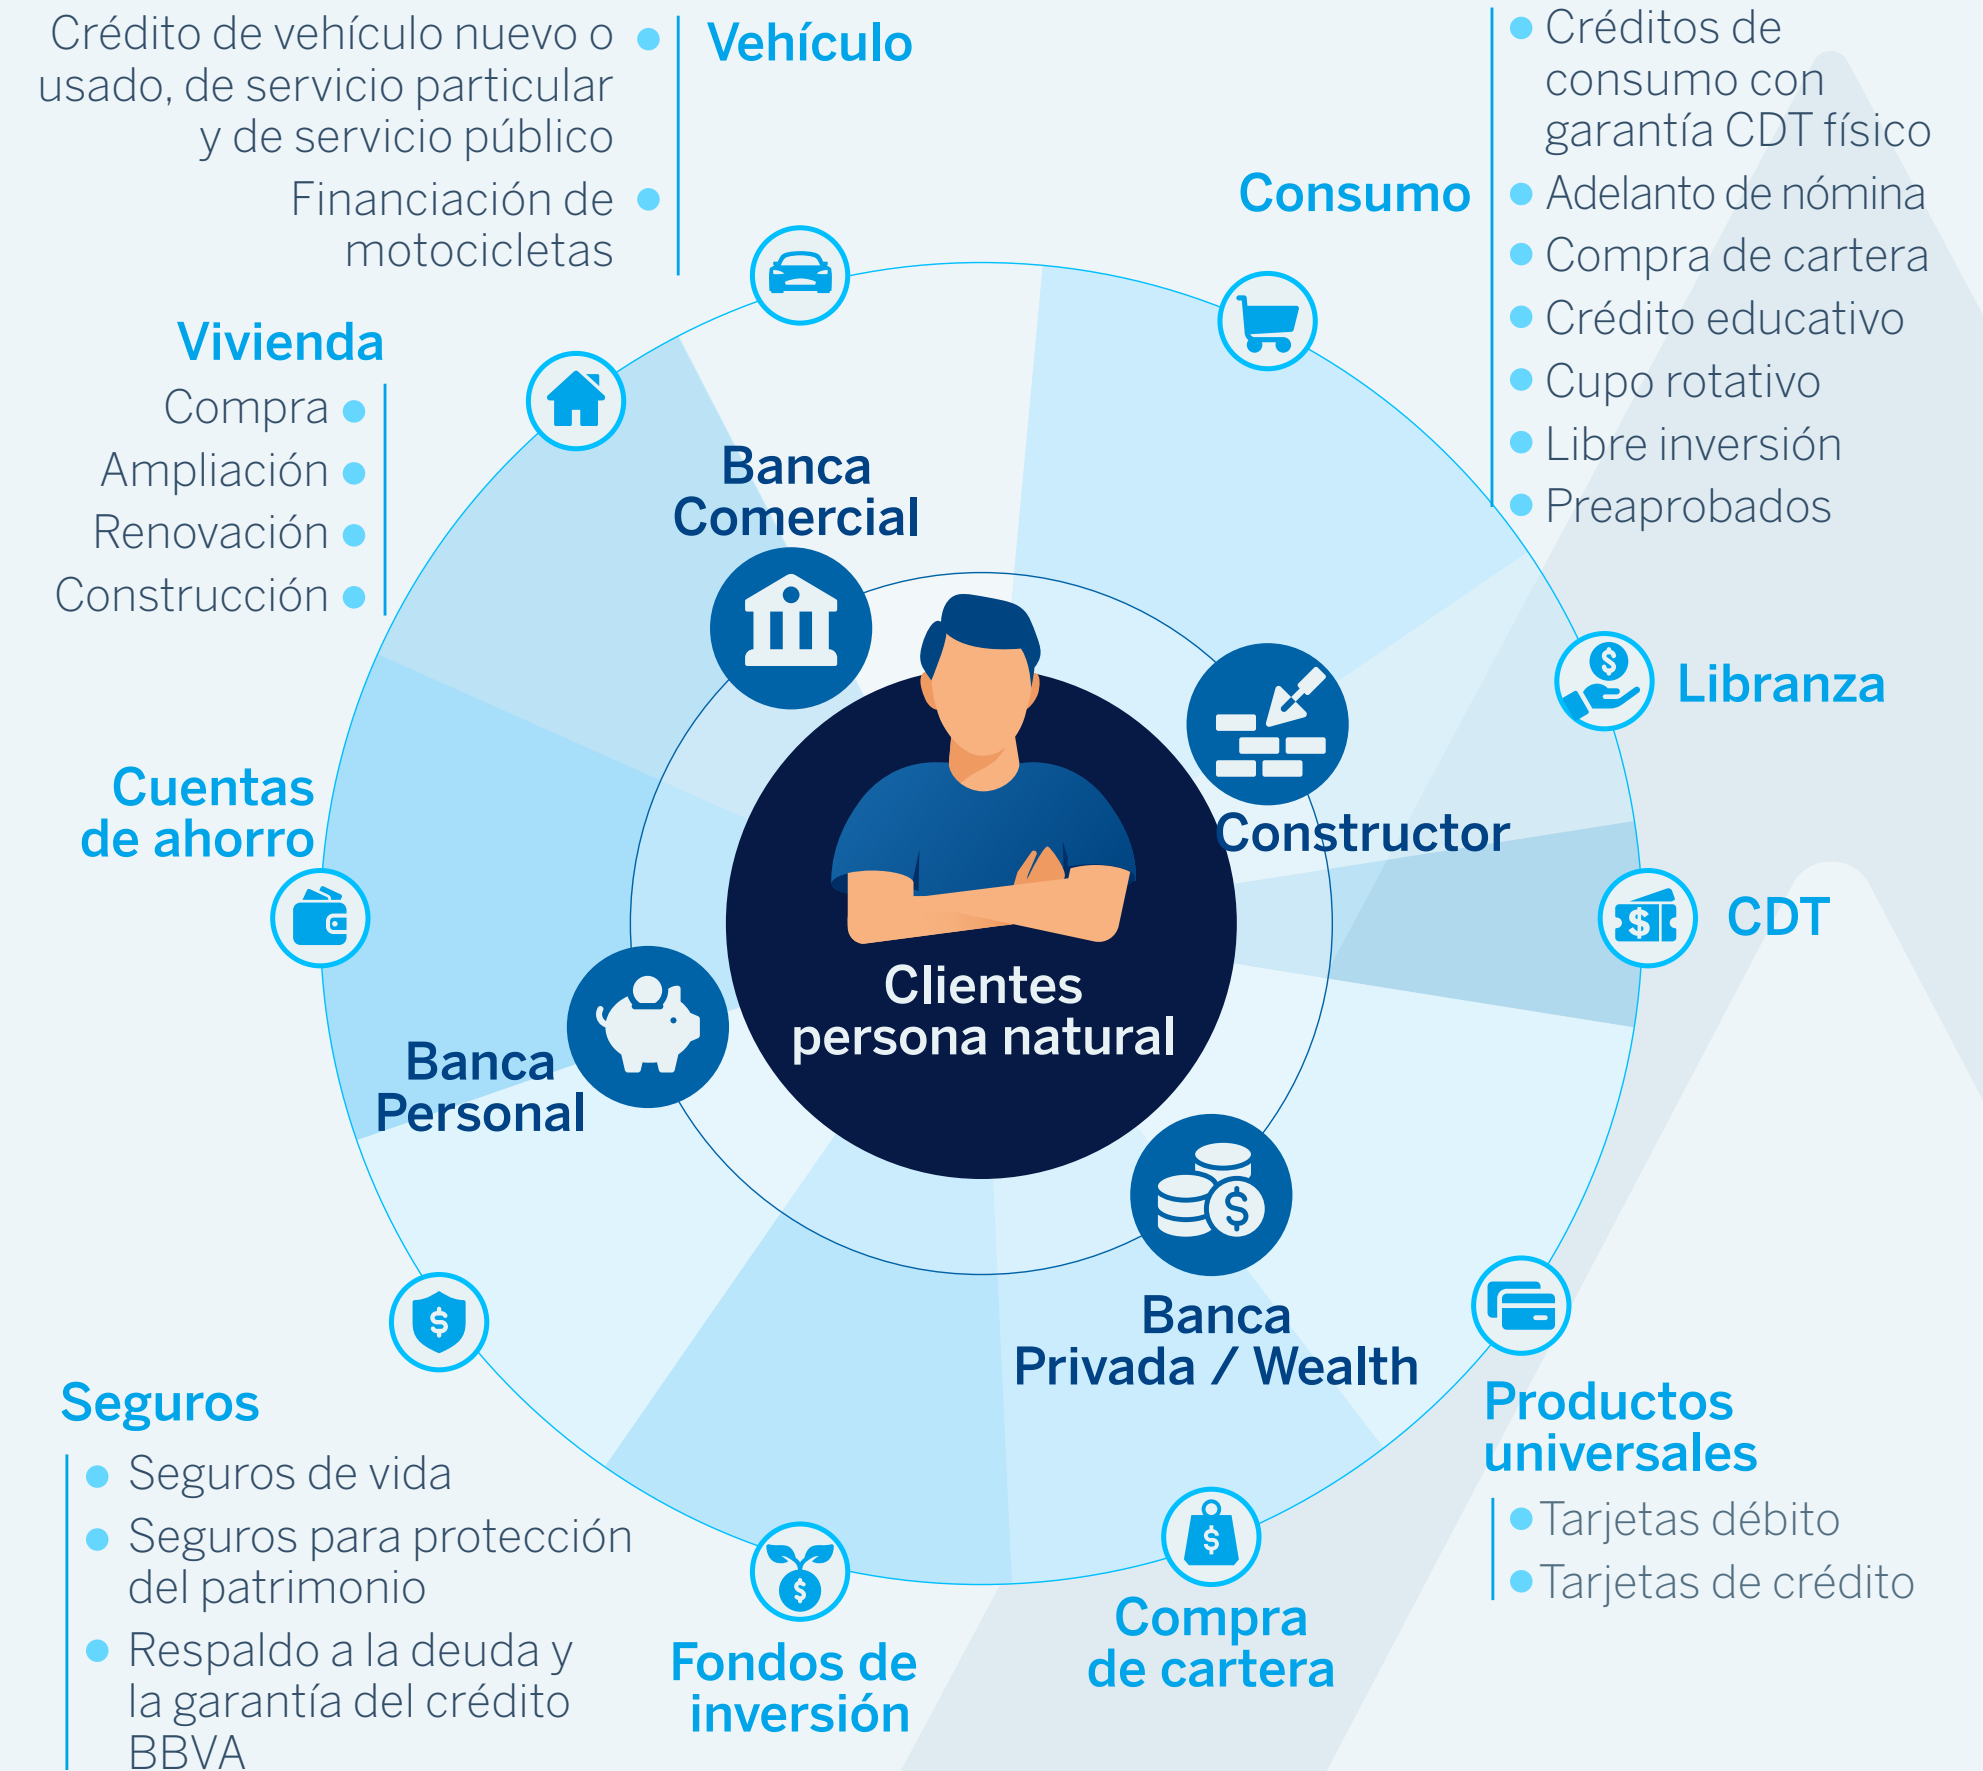 Crédito de vehículo nuevo o
usado, de servicio particular
y de servicio público
Financiación de
motocicletas
Vehículo
Consumo
Créditos de
consumo con
garantía CDT físico
Adelanto de nómina
Compra de cartera
Crédito educativo
Cupo rotativo
Libre inversión
Preaprobados
Vivienda
Compra
Ampliación
Renovación
Construcción
Banca
Comercial
Constructor
Libranza
Cuentas
de ahorro
CDT
Clientes
persona natural
Banca
Personal
Banca
Privada / Wealth
Seguros
Seguros de vida
Seguros para protección
del patrimonio
Respaldo a la deuda y
la garantía del crédito
BBVA
Fondos de
inversión
Compra
de cartera
Productos
universales
Tarjetas débito
Tarjetas de crédito